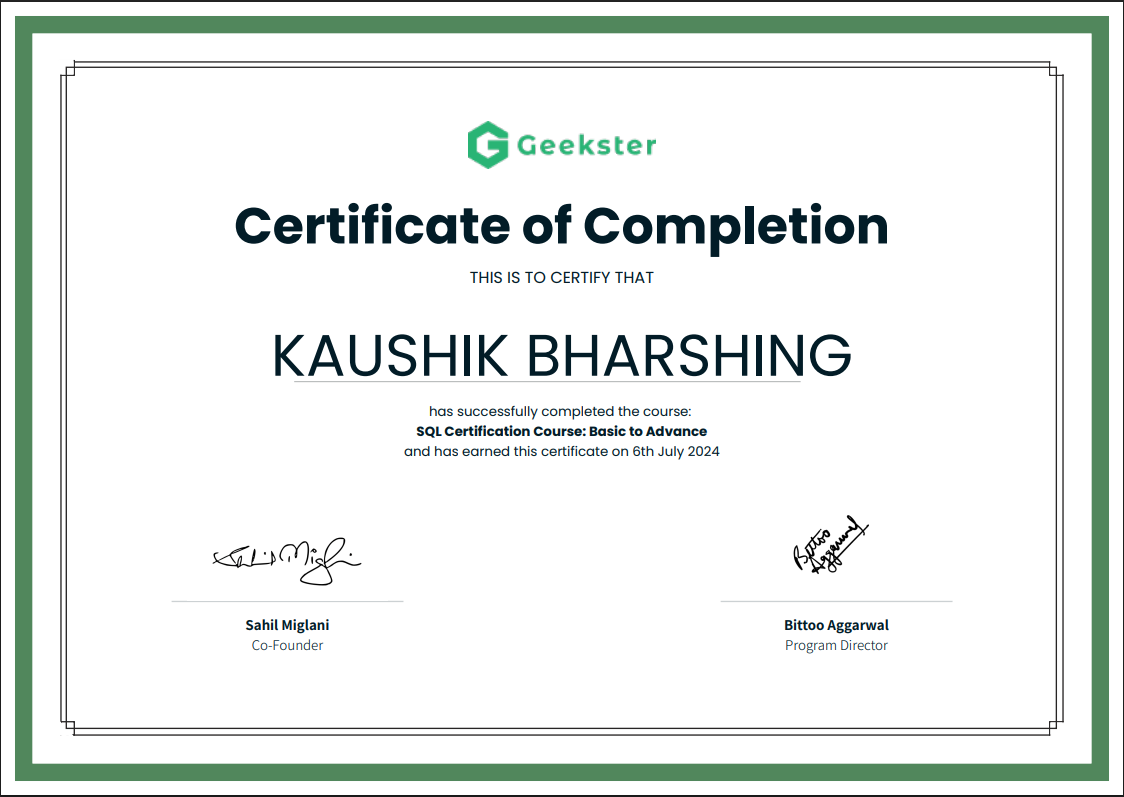 Geekster
Certificate of Completion
THIS IS TO CERTIFY THAT
KAUSHIK BHARSHING
has successfully completed the course:
SQL Certification Course: Basic to Advance
and has earned this certificate on 6th July 2024
Sahil Miglani
Bittoo
Aggarwal
Sahil Miglani
Co-Founder
Bittoo Aggarwal
Program Director